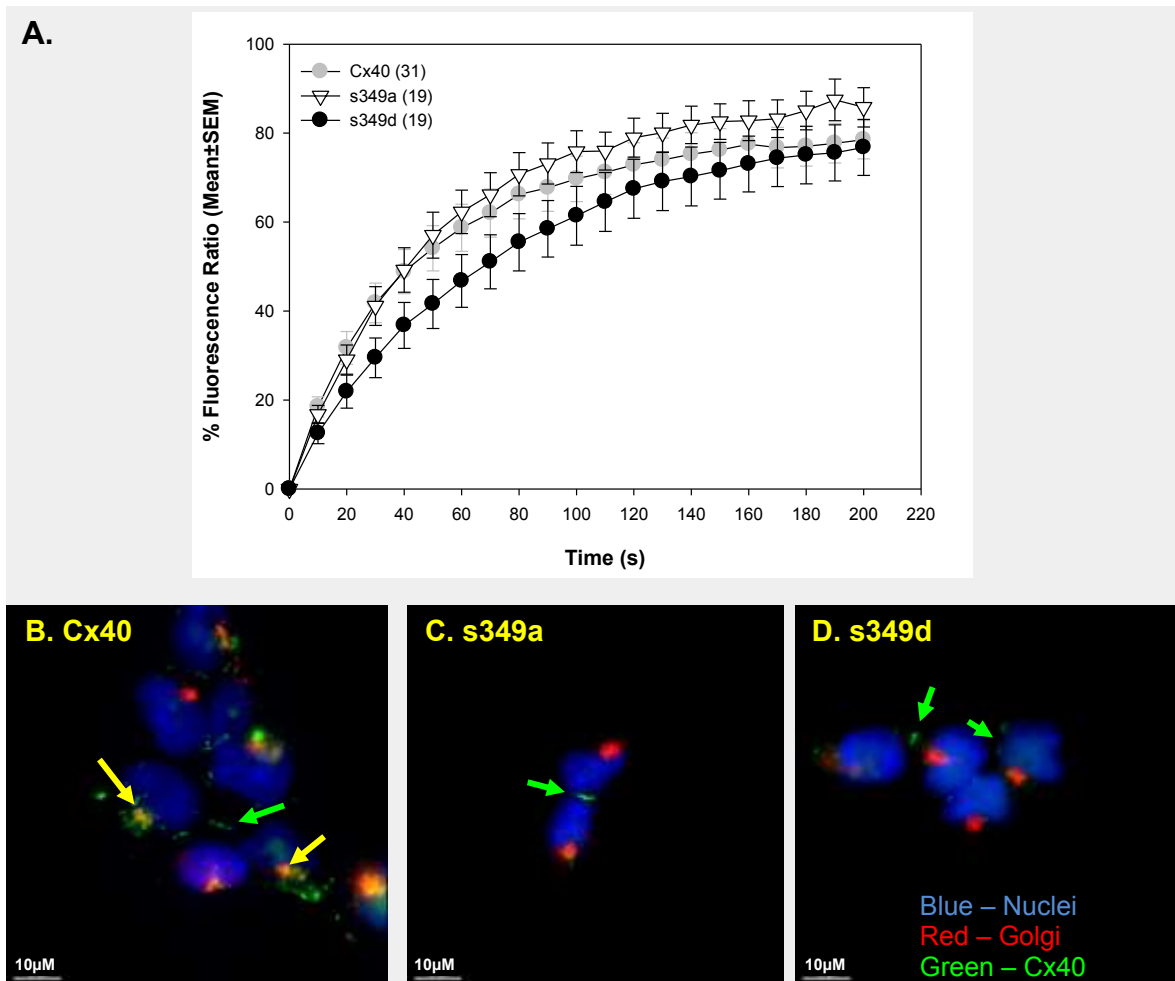 A.
100
80
60
40
20
0
% Fluorescence Ratio (Mean±SEM)
Cx40 (31)
s349a (19)
s349d (19)
0 20 40 60 80 100 120 140 160 180 200 220
Time (s)
B. Cx40
C. s349a
D. s349d
Blue – Nuclei
Red – Golgi
Green – Cx40
10µM
10µM
10µM